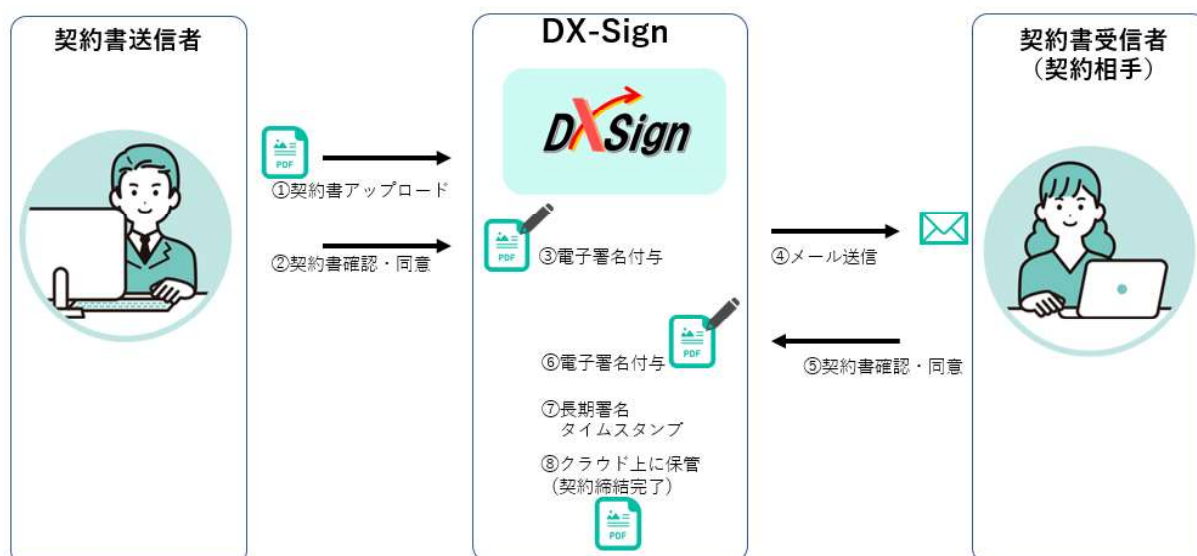 契約書送信者
DX-Sign
契約書受信者
（契約相手）
DXSign
PDF
①契約書アップロード
②契約書確認・同意
PDF
③電子署名付与
④メール送信
⑤契約書確認・同意
PDF
⑥電子署名付与
⑦長期署名
タイムスタンプ
⑧クラウド上に保管
（契約締結完了）
PDF